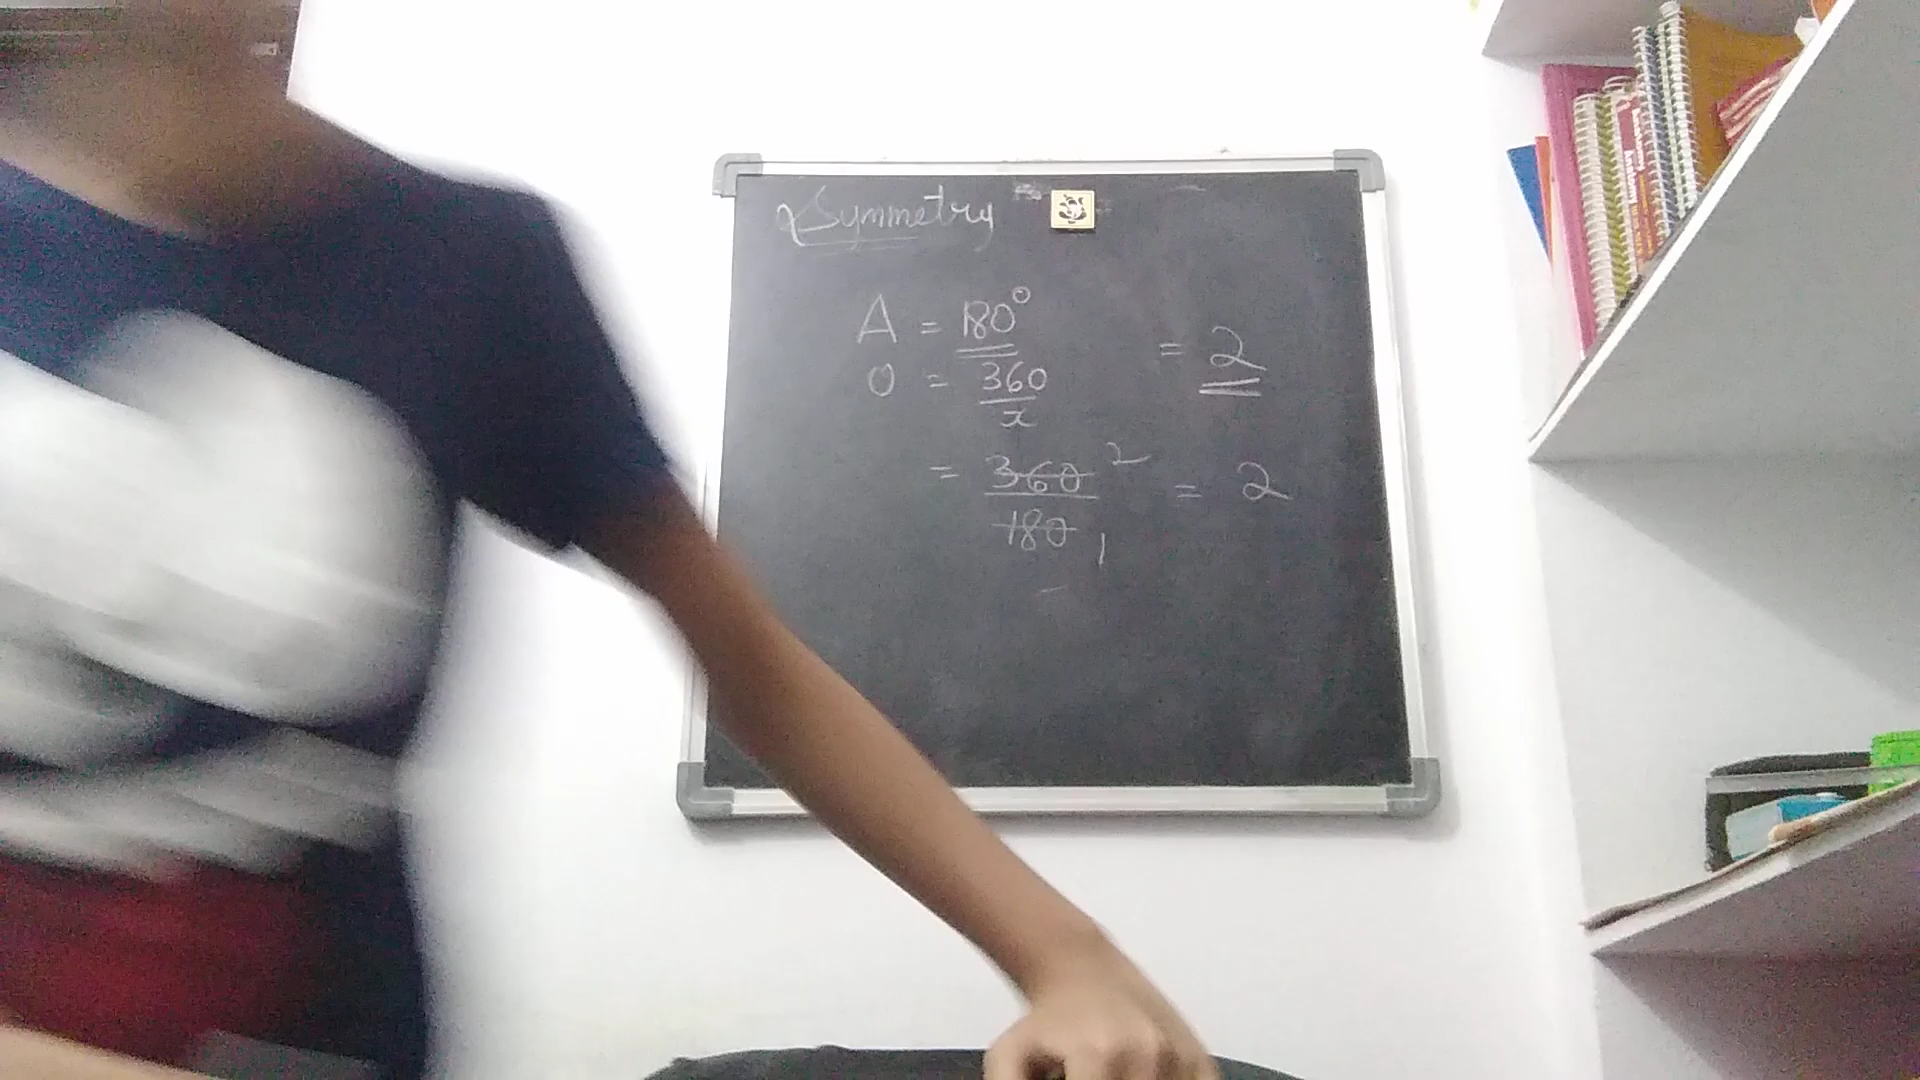 Symmetry
A = 180° = 2
O = 360/x
= 360/180 2 1 = 2